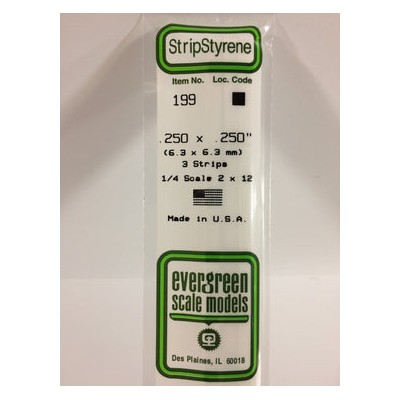 StripStyrene
Item No. Loc. Code
199
.250 x .250"
(6.3 x 6.3 mm)
3 Strips
1/4 Scale 2 x 12
Made in U.S.A.
evergreen
scale models
Des Plaines, IL 60018